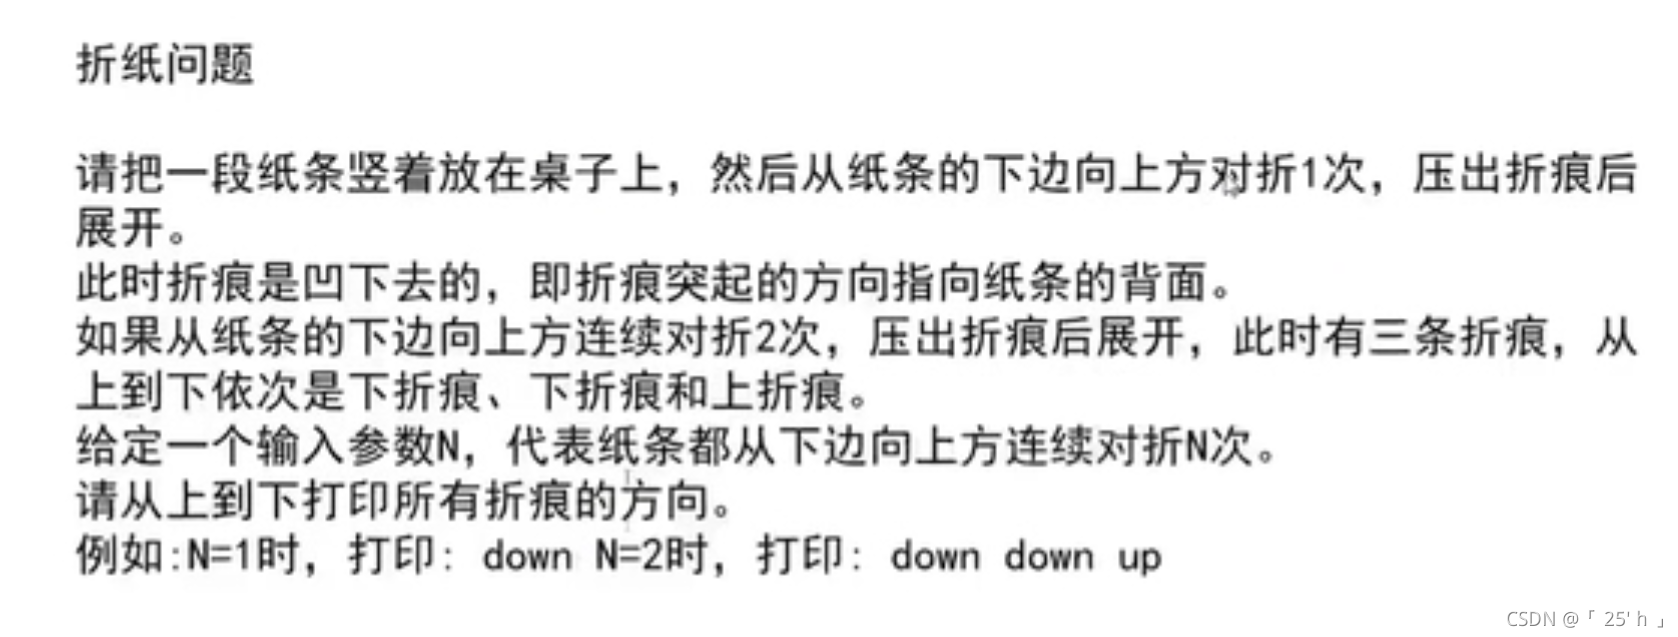 折纸问题
请把一段纸条竖着放在桌子上，然后从纸条的下边向上方对折1次，压出折痕后
展开。
此时折痕是凹下去的，即折痕突起的方向指向纸条的背面。
如果从纸条的下边向上方连续对折2次，压出折痕后展开，此时有三条折痕，从
上到下依次是下折痕、下折痕和上折痕。
给定一个输入参数N，代表纸条都从下边向上方连续对折N次。
请从上到下打印所有折痕的方向。
例如:N=1时，打印: down N=2时，打印: down down up
CSDN @「 25' h 」